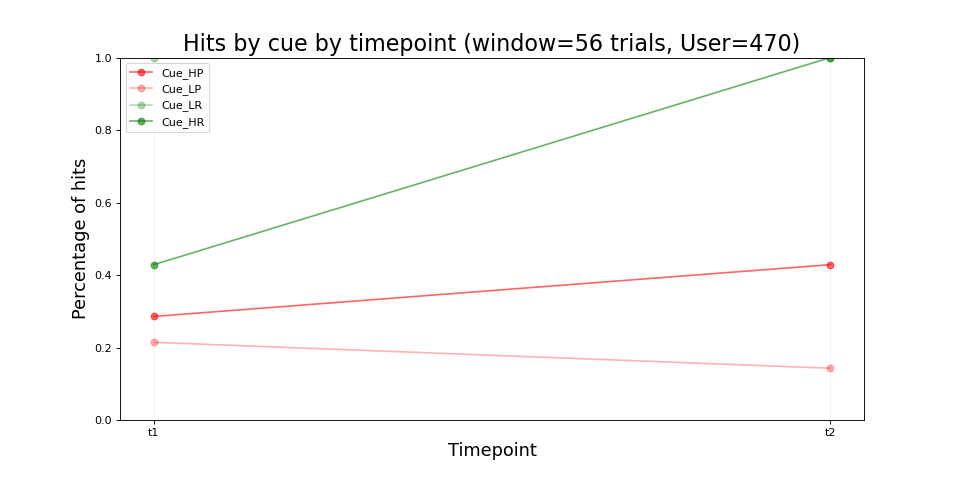 Hits by cue by timepoint (window=56 trials, User=470)
Percentage of hits
1.0
0.8
0.6
0.4
0.2
0.0
Cue_HP
Cue_LP
Cue_LR
Cue_HR
t1
t2
Timepoint